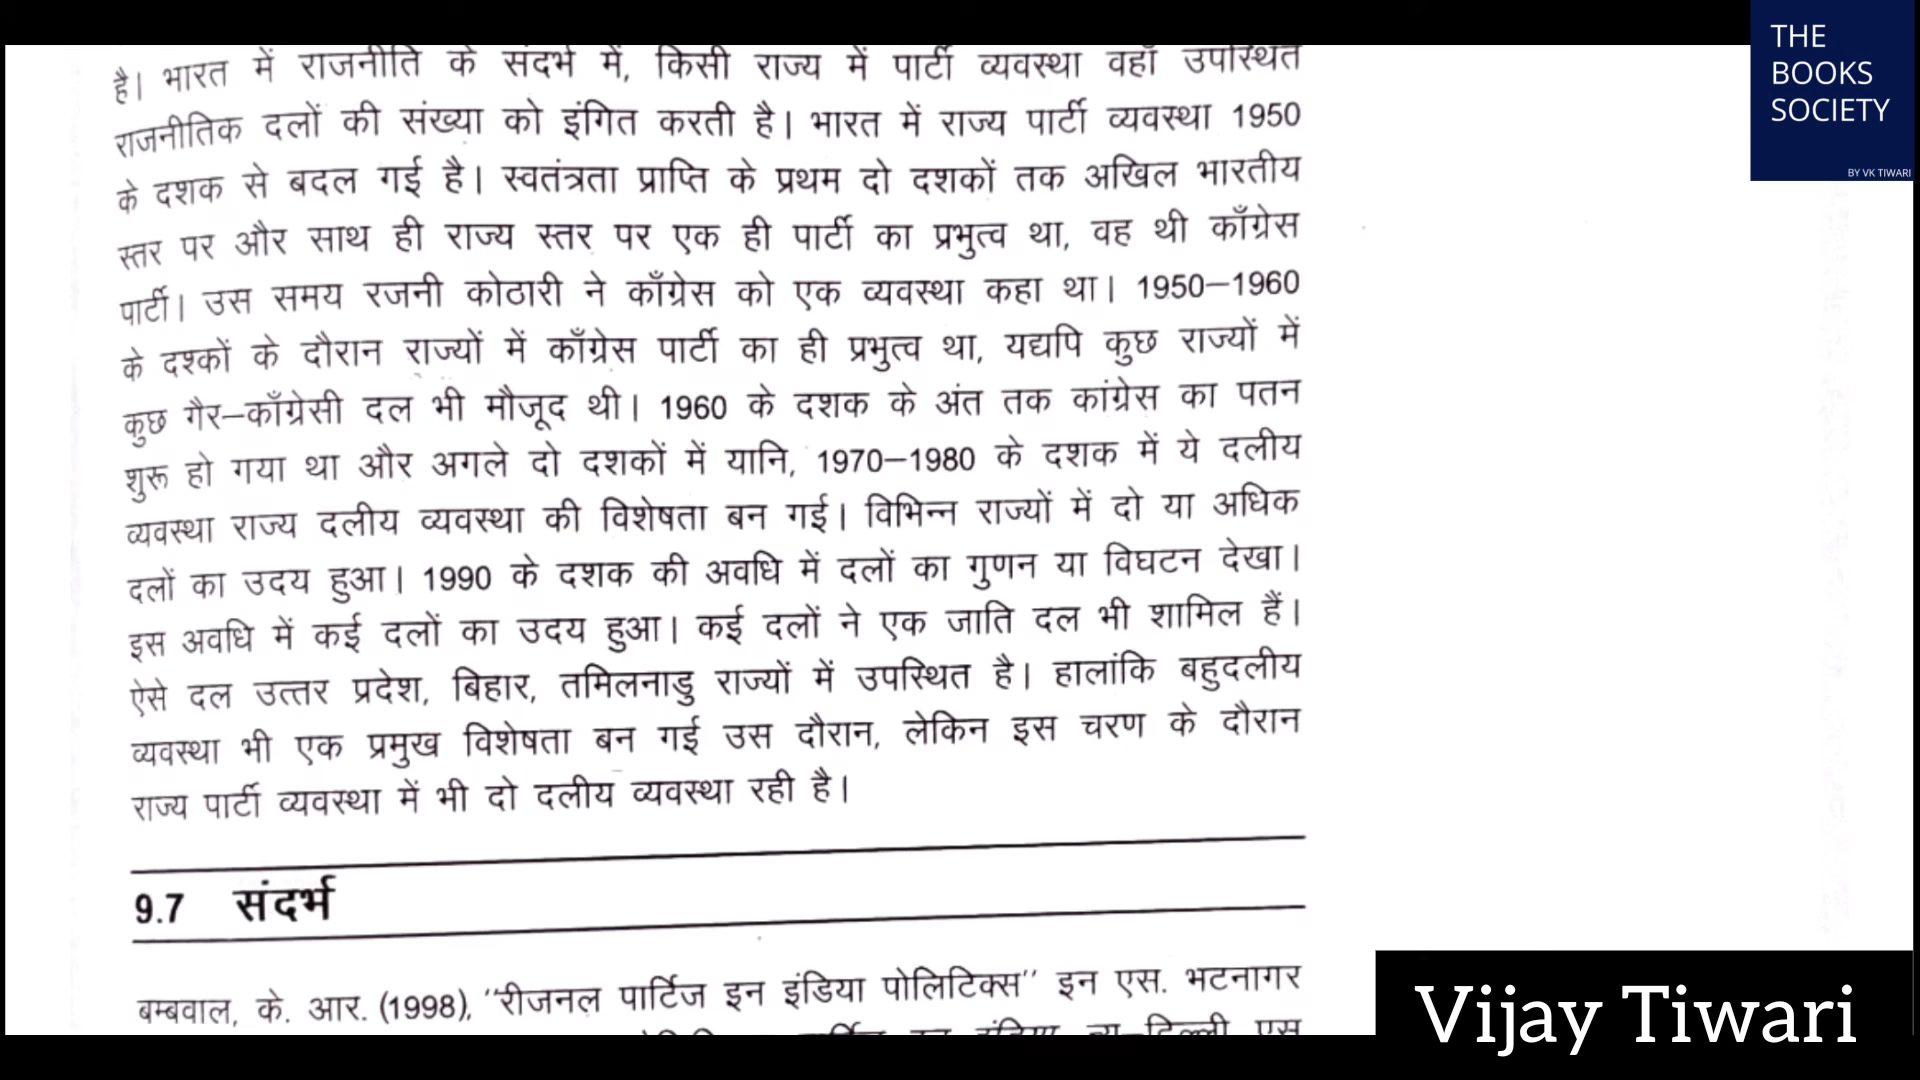 है। भारत में राजनीति के संदर्भ में, किसी राज्य में पार्टी व्यवस्था वहाँ उपस्थित
राजनीतिक दलों की संख्या को इंगित करती है। भारत में राज्य पार्टी व्यवस्था 1950
के दशक से बदल गई है। स्वतंत्रता प्राप्ति के प्रथम दो दशकों तक अखिल भारतीय
स्तर पर और साथ ही राज्य स्तर पर एक ही पार्टी का प्रभुत्व था, वह थी काँग्रेस
पार्टी। उस समय रजनी कोठारी ने काँग्रेस को एक व्यवस्था कहा था। 1950–1960
के दश्कों के दौरान राज्यों में काँग्रेस पार्टी का ही प्रभुत्व था, यद्यपि कुछ राज्यों में
कुछ गैर–काँग्रेसी दल भी मौजूद थी। 1960 के दशक के अंत तक कांग्रेस का पतन
शुरू हो गया था और अगले दो दशकों में यानि, 1970–1980 के दशक में ये दलीय
व्यवस्था राज्य दलीय व्यवस्था की विशेषता बन गई। विभिन्न राज्यों में दो या अधिक
दलों का उदय हुआ। 1990 के दशक की अवधि में दलों का गुणन या विघटन देखा।
इस अवधि में कई दलों का उदय हुआ। कई दलों ने एक जाति दल भी शामिल हैं।
ऐसे दल उत्तर प्रदेश, बिहार, तमिलनाडु राज्यों में उपस्थित है। हालांकि बहुदलीय
व्यवस्था भी एक प्रमुख विशेषता बन गई उस दौरान, लेकिन इस चरण के दौरान
राज्य पार्टी व्यवस्था में भी दो दलीय व्यवस्था रही है।
9.7 संदर्भ
बम्बवाल, के. आर. (1998), ''रीजनल पार्टिज इन इंडिया पोलिटिक्स'' इन एस. भटनागर
THE
BOOKS
SOCIETY
BY VK TIWARI
Vijay Tiwari